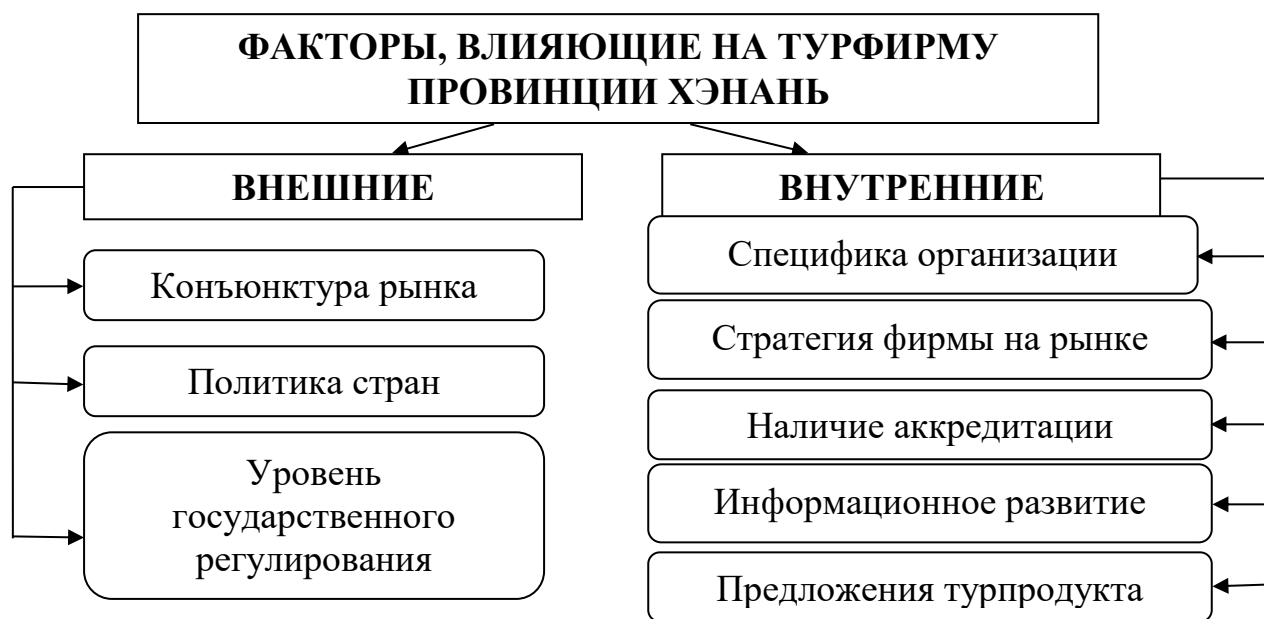 ФАКТОРЫ, ВЛИЯЮЩИЕ НА ТУРФИРМУ
ПРОВИНЦИИ ХЭНАНЬ
ВНЕШНИЕ
Конъюнктура рынка
Политика стран
Уровень
государственного
регулирования
ВНУТРЕННИЕ
Специфика организации
Стратегия фирмы на рынке
Наличие аккредитации
Информационное развитие
Предложения турпродукта